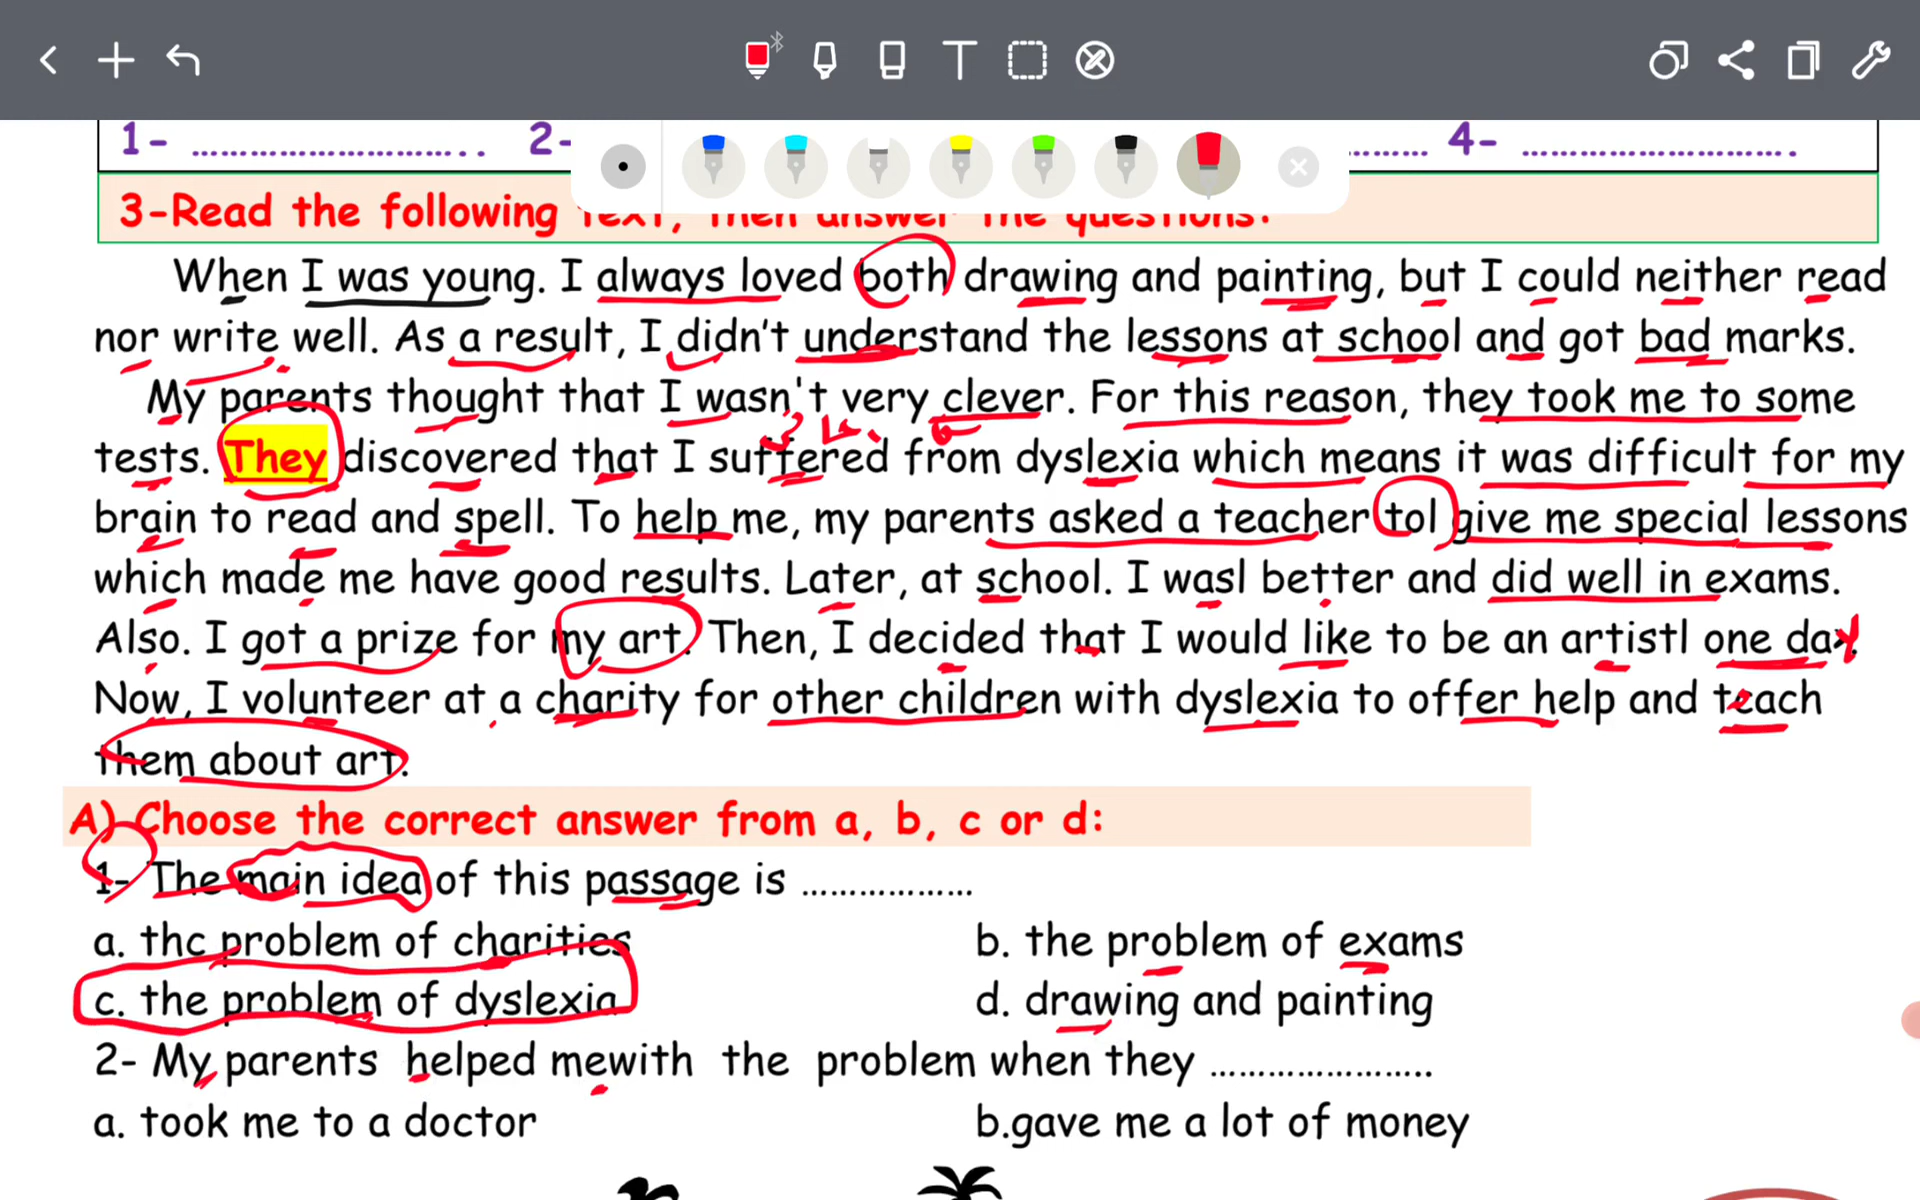 1- ........................... 2- ........ 4- ...........................
3-Read the following Text, Then answer The questions:
When I was young. I always loved both drawing and painting, but I could neither read
nor write well. As a result, I didn't understand the lessons at school and got bad marks.
My parents thought that I wasn't very clever. For this reason, they took me to some
tests. They discovered that I suffered from dyslexia which means it was difficult for my
brain to read and spell. To help me, my parents asked a teacher tol give me special lessons
which made me have good results. Later, at school. I wasl better and did well in exams.
Also. I got a prize for my art. Then, I decided that I would like to be an artistl one day.
Now, I volunteer at a charity for other children with dyslexia to offer help and teach
them about art.
A) Choose the correct answer from a, b, c or d:
1- The main idea of this passage is ..................
a. thc problem of charities b. the problem of exams
c. the problem of dyslexia d. drawing and painting
2- My parents helped mewith the problem when they .......................
a. took me to a doctor b.gave me a lot of money